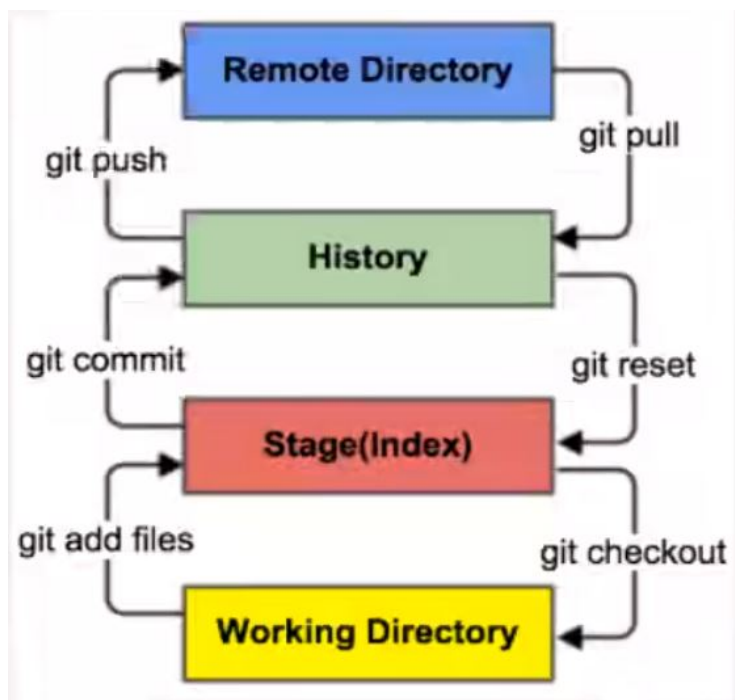 Remote Directory
git push
git pull
History
git commit
git reset
Stage(Index)
git add files
git checkout
Working Directory